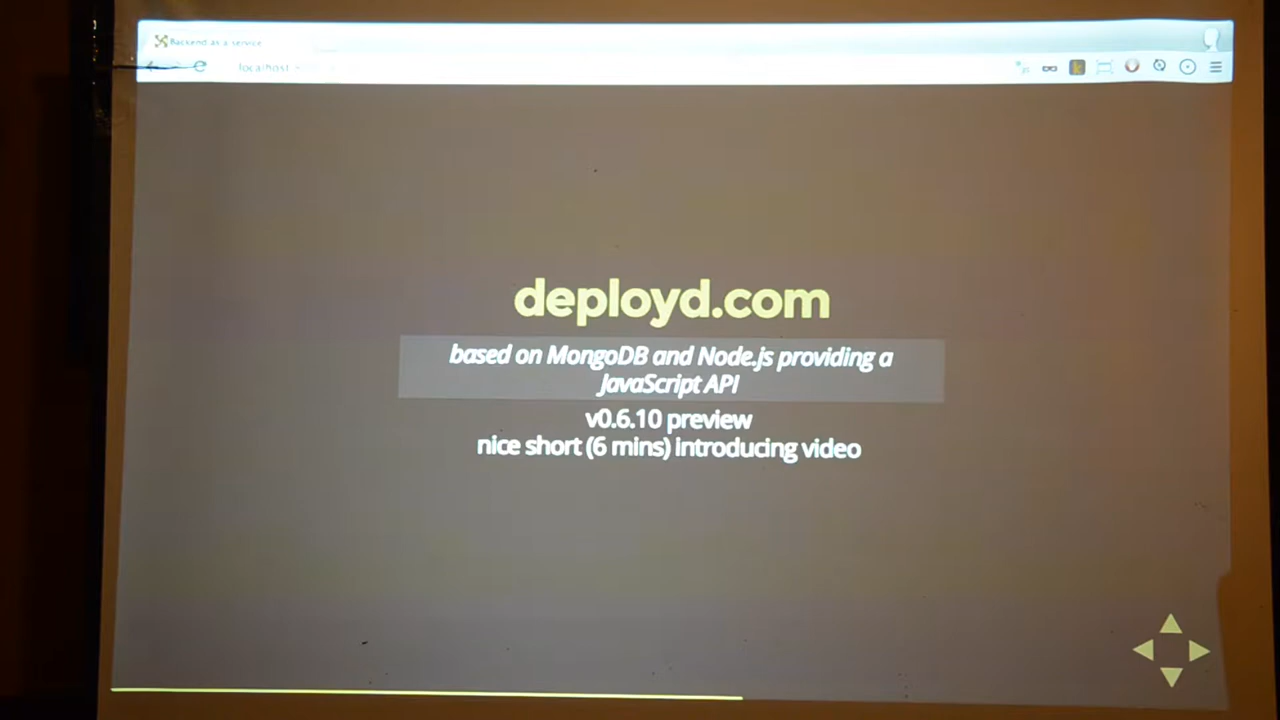 Backend as a service
localhost
deployd.com
based on MongoDB and Node.js providing a
JavaScript API
v0.6.10 preview
nice short (6 mins) introducing video